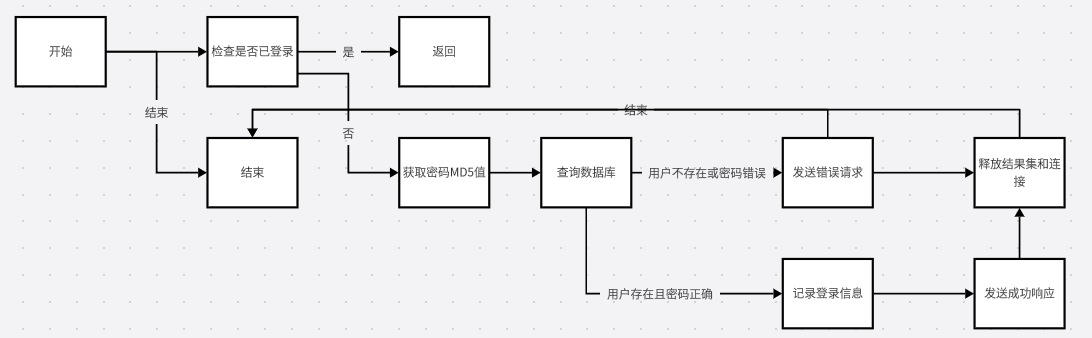 开始
检查是否已登录
是
返回
结束
结束
否
结束
获取密码MD5值
查询数据库
用户不存在或密码错误
发送错误请求
释放结果集和连
接
用户存在且密码正确
记录登录信息
发送成功响应